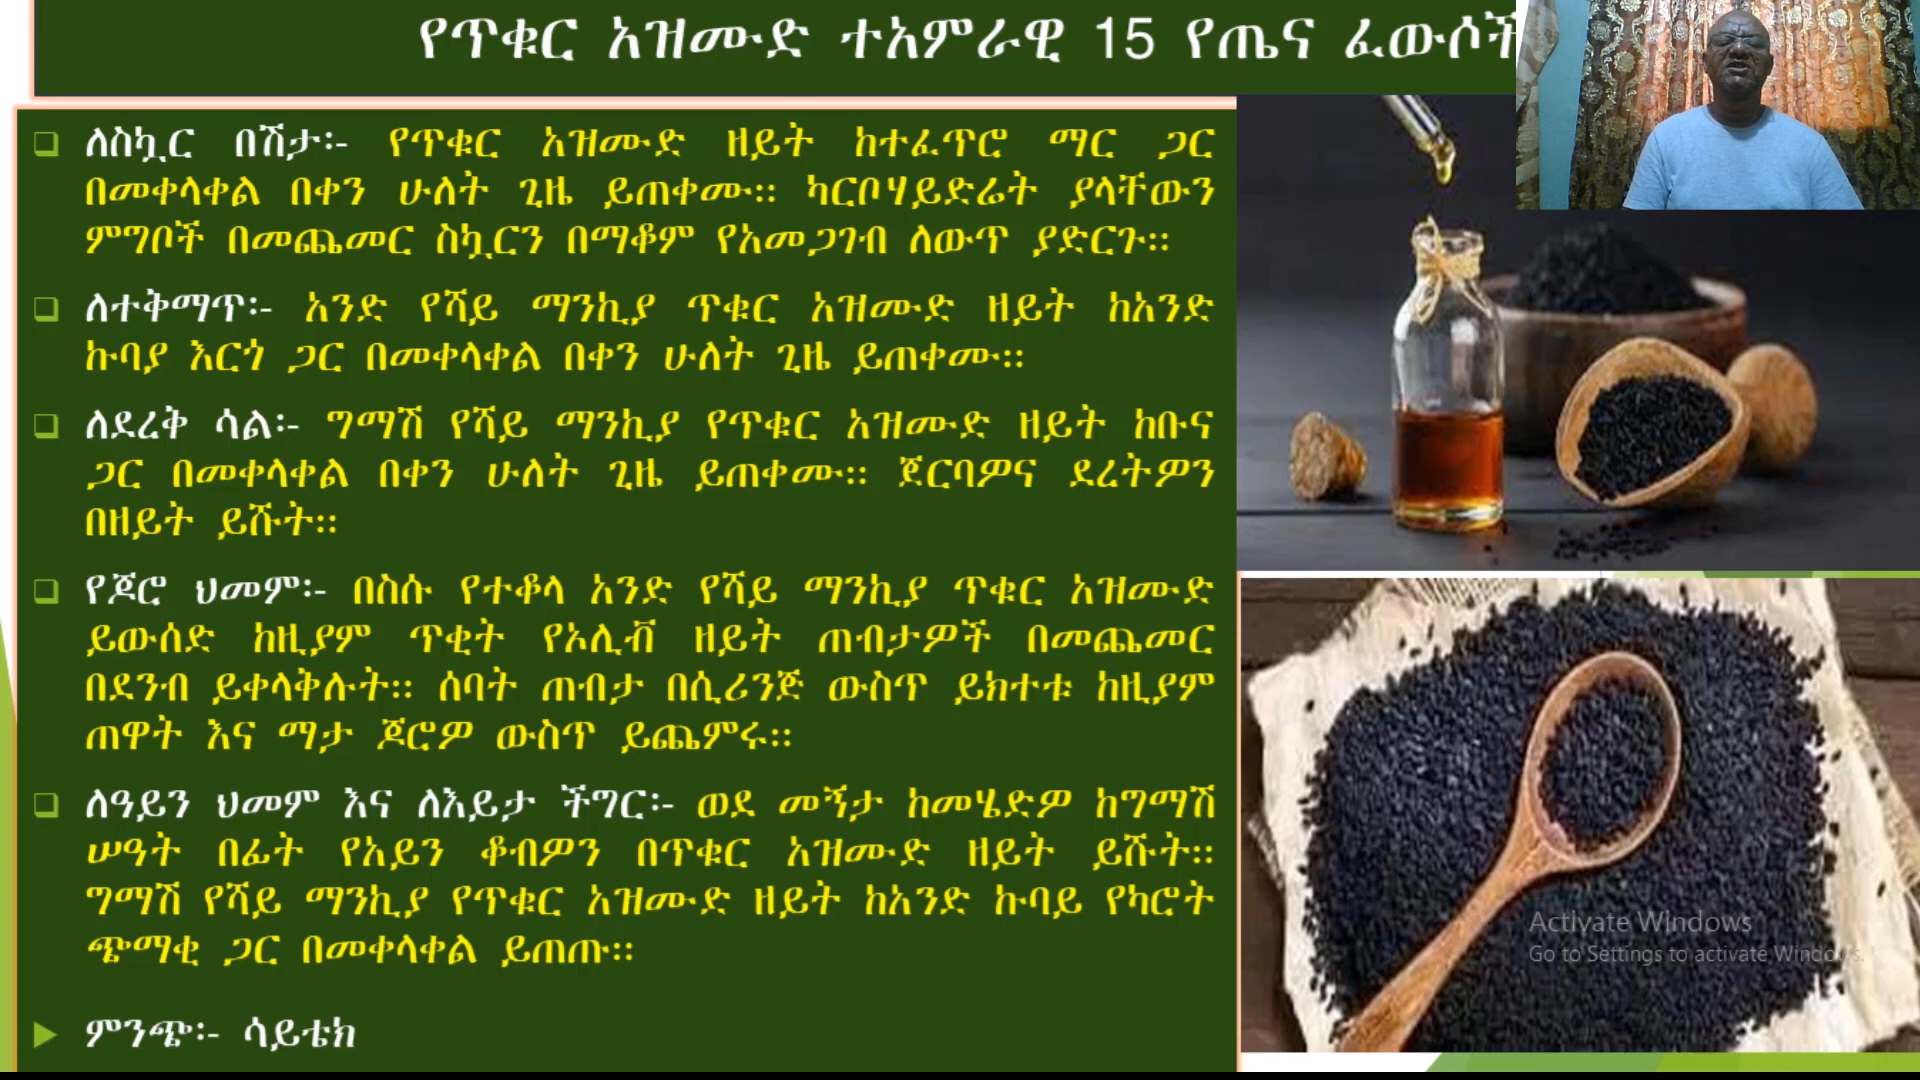 የጥቁር አዝሙድ ተአምራዊ 15 የጤና ፈውሶች
ለስኳር በሽታ፡- የጥቁር አዝሙድ ዘይት ከተፈጥሮ ማር ጋር
በመቀላቀል በቀን ሁለት ጊዜ ይጠቀሙ፡፡ ካርቦሃይድሬት ያላቸውን
ምግቦች በመጨመር ስኳርን በማቆም የአመጋገብ ለውጥ ያድርጉ፡፡
ለተቅማጥ፡- አንድ የሻይ ማንኪያ ጥቁር አዝሙድ ዘይት ከአንድ
ኩባያ እርጎ ጋር በመቀላቀል በቀን ሁለት ጊዜ ይጠቀሙ፡፡
ለደረቅ ሳል፡- ግማሽ የሻይ ማንኪያ የጥቁር አዝሙድ ዘይት ከቡና
ጋር በመቀላቀል በቀን ሁለት ጊዜ ይጠቀሙ፡፡ ጀርባዎና ደረትዎን
በዘይት ይሹት፡፡
የጆሮ ህመም፡- በስሱ የተቆላ አንድ የሻይ ማንኪያ ጥቁር አዝሙድ
ይውሰድ ከዚያም ጥቂት የኦሊቭ ዘይት ጠብታዎች በመጨመር
በደንብ ይቀላቅሉት፡፡ ሰባት ጠብታ በሲሪንጅ ውስጥ ይክተቱ ከዚያም
ጠዋት እና ማታ ጆሮዎ ውስጥ ይጨምሩ፡፡
ለዓይን ህመም እና ለእይታ ችግር፡- ወደ መኝታ ከመሄድዎ ከግማሽ
ሠዓት በፊት የአይን ቆብዎን በጥቁር አዝሙድ ዘይት ይሹት፡፡
ግማሽ የሻይ ማንኪያ የጥቁር አዝሙድ ዘይት ከአንድ ኩባይ የካሮት
ጭማቂ ጋር በመቀላቀል ይጠጡ፡፡
ምንጭ፡- ሳይቴክ
Activate Windows
Go to Settings to activate Windows.